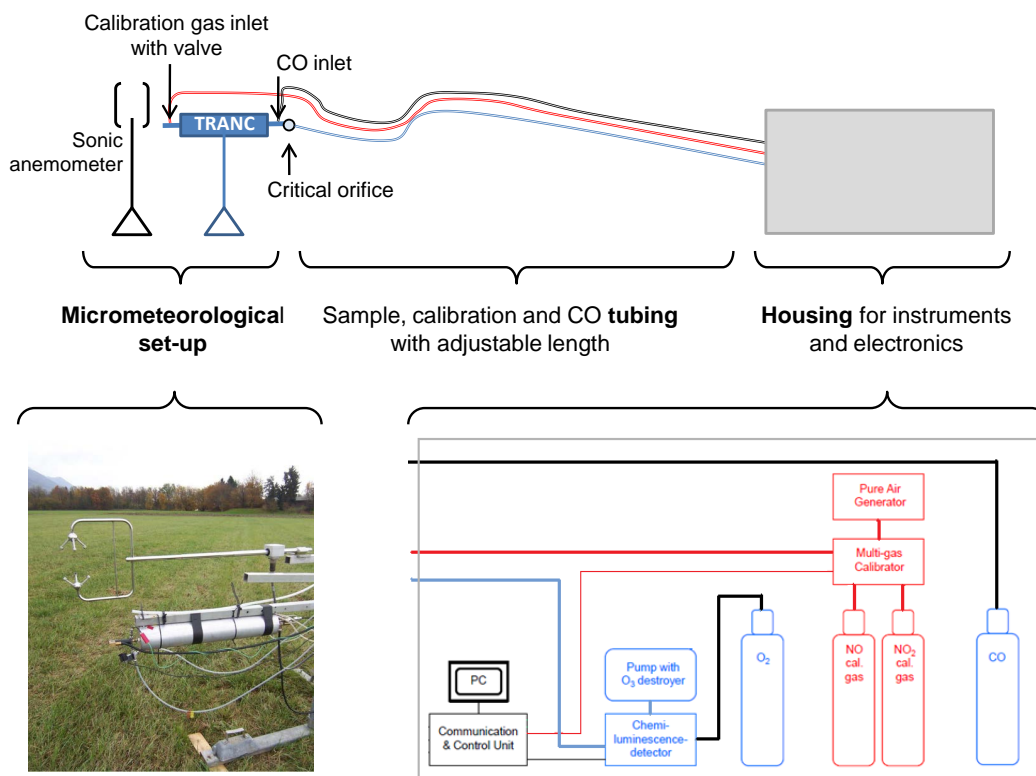 Calibration gas inlet
with valve
CO inlet
TRANC
Sonic
anemometer
Critical orifice
Micrometeorological
set-up
Sample, calibration and CO tubing
with adjustable length
Housing for instruments
and electronics
Pure Air
Generator
Multi-gas
Calibrator
NO
cal.
gas
NO2
cal.
gas
O2
CO
Pump with
O3 destroyer
PC
Communication
& Control Unit
Chemi-
luminescence-
detector